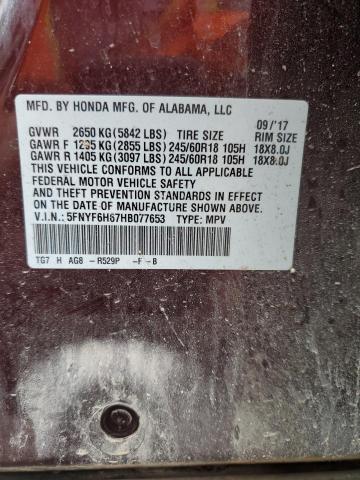 MFD. BY HONDA MFG. OF ALABAMA, LLC
09/'17
GVWR 2650 KG (5842 LBS) TIRE SIZE RIM SIZE
GAWR F 1295 KG (2855 LBS) 245/60R18 105H 18X8.0J
GAWR R 1405 KG (3097 LBS) 245/60R18 105H 18X8.0J
THIS VEHICLE CONFORMS TO ALL APPLICABLE
FEDERAL MOTOR VEHICLE SAFETY
AND THEFT PREVENTION STANDARDS IN EFFECT
ON THE DATE OF MANUFACTURE SHOWN ABOVE.
V.I.N.: 5FNYF6H67HB077653 TYPE: MPV
TG7 H AG8 - R529P -F -B